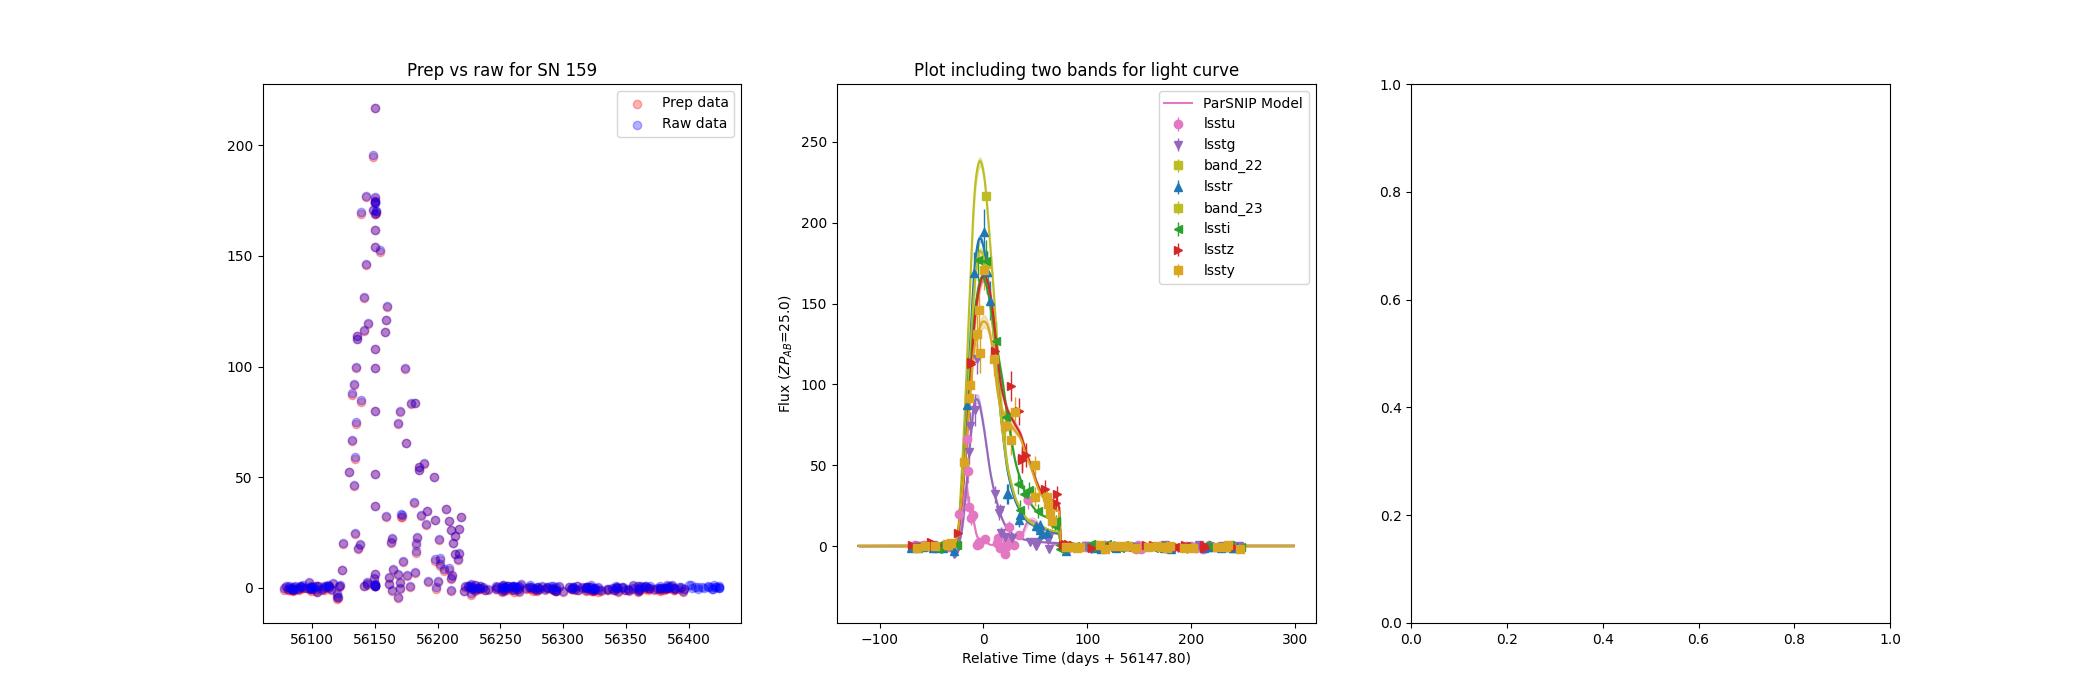 Prep vs raw for SN 159
Prep data
Raw data
200
150
100
50
0
56100 56150 56200 56250 56300 56350 56400
Plot including two bands for light curve
ParSNIP Model
lsstu
lsstg
band_22
lsstr
band_23
lssti
lsstz
lssty
Flux (ZP_AB=25.0)
250
200
150
100
50
0
−100 0 100 200 300
Relative Time (days + 56147.80)
1.0
0.8
0.6
0.4
0.2
0.0
0.0 0.2 0.4 0.6 0.8 1.0